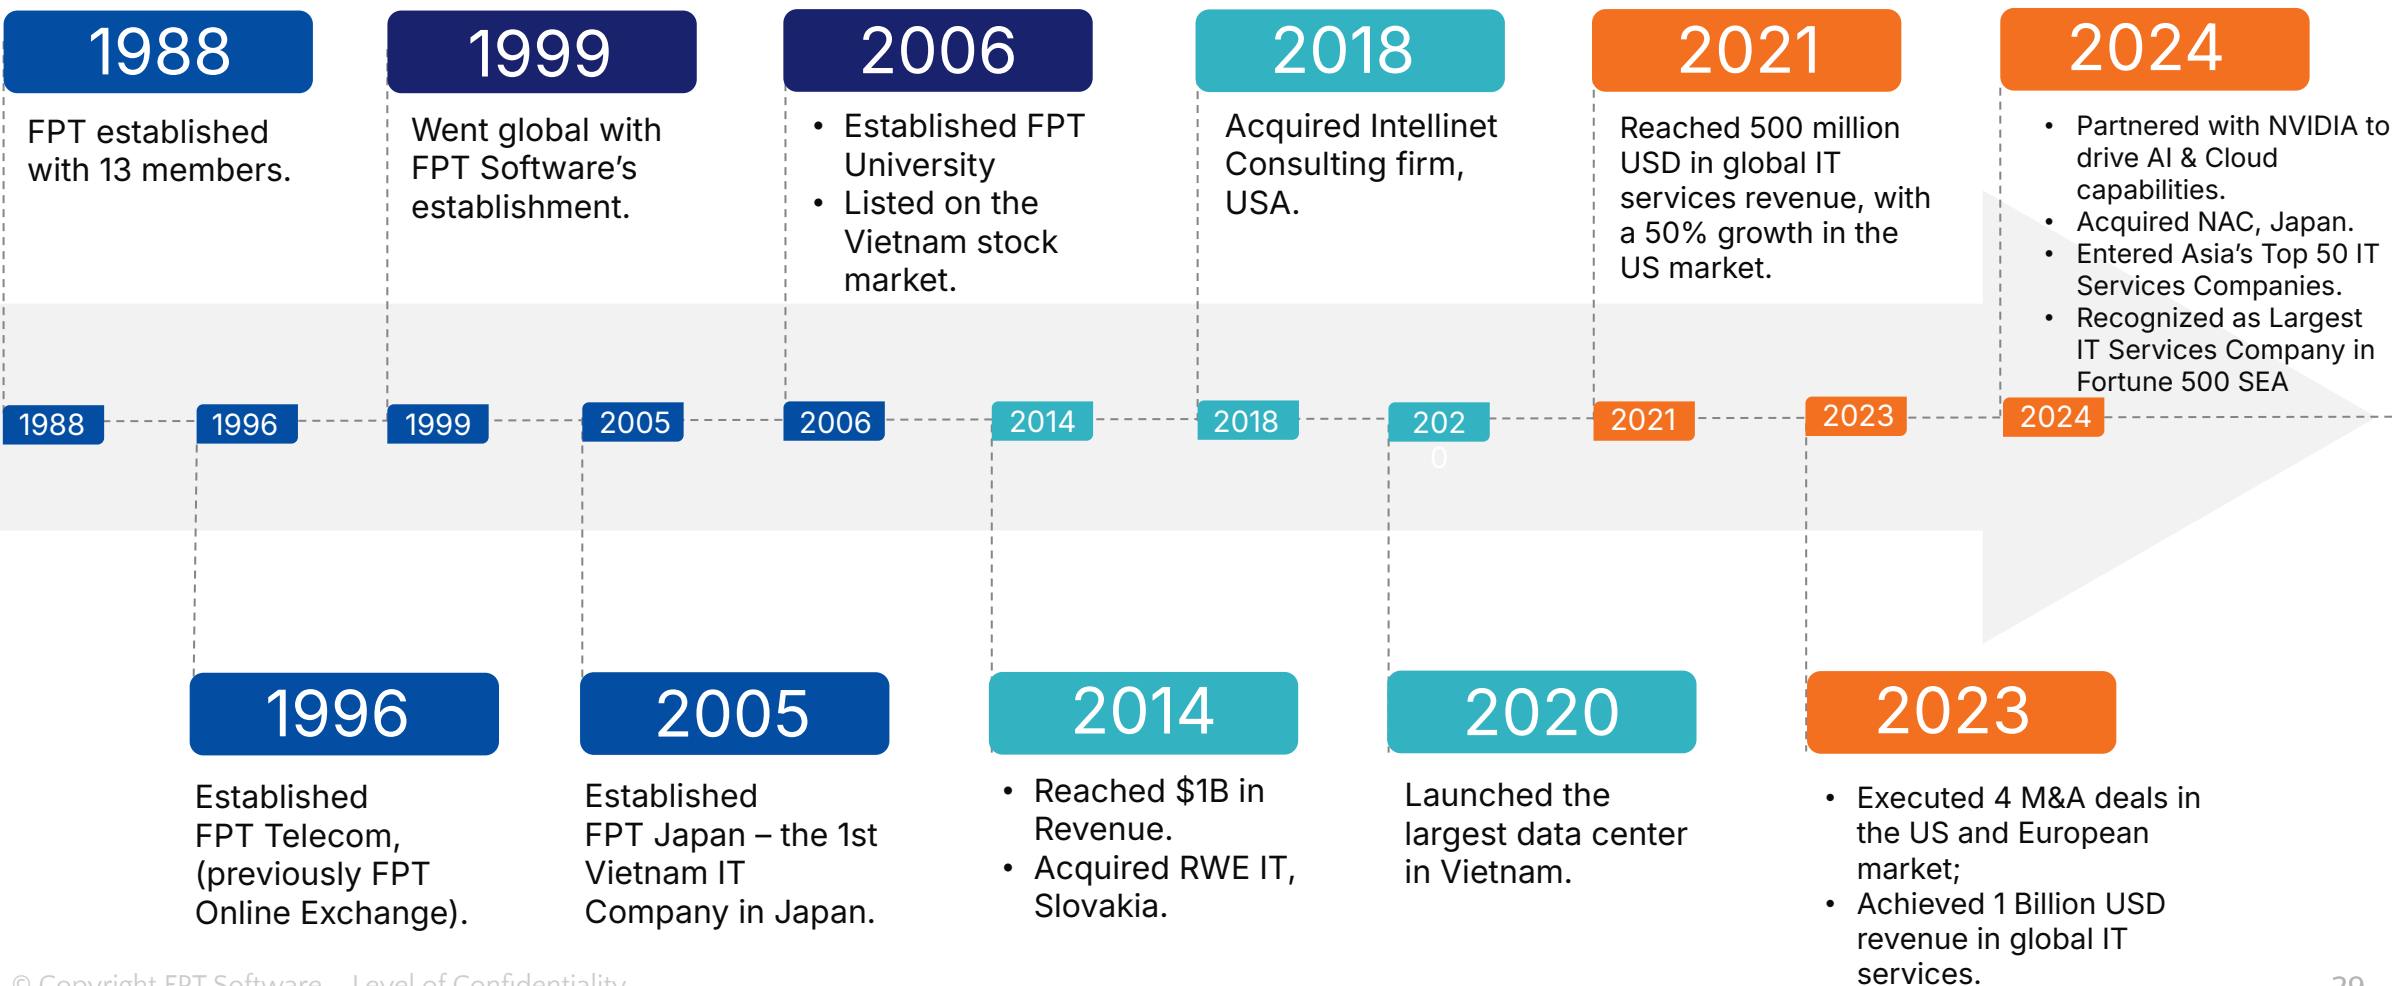 1988
FPT established
with 13 members.
1999
Went global with
FPT Software’s
establishment.
2006
• Established FPT
University
• Listed on the
Vietnam stock
market.
2018
Acquired Intellinet
Consulting firm,
USA.
2021
Reached 500 million
USD in global IT
services revenue, with
a 50% growth in the
US market.
2024
• Partnered with NVIDIA to
drive AI & Cloud
capabilities.
• Acquired NAC, Japan.
• Entered Asia’s Top 50 IT
Services Companies.
• Recognized as Largest
IT Services Company in
Fortune 500 SEA
1988
1996
1999
2005
2006
2014
2018
202
0
2021
2023
2024
1996
Established
FPT Telecom,
(previously FPT
Online Exchange).
2005
Established
FPT Japan – the 1st
Vietnam IT
Company in Japan.
2014
• Reached $1B in
Revenue.
• Acquired RWE IT,
Slovakia.
2020
Launched the
largest data center
in Vietnam.
2023
• Executed 4 M&A deals in
the US and European
market;
• Achieved 1 Billion USD
revenue in global IT
services.
© Copyright FPT Software – Level of Confidentiality
29